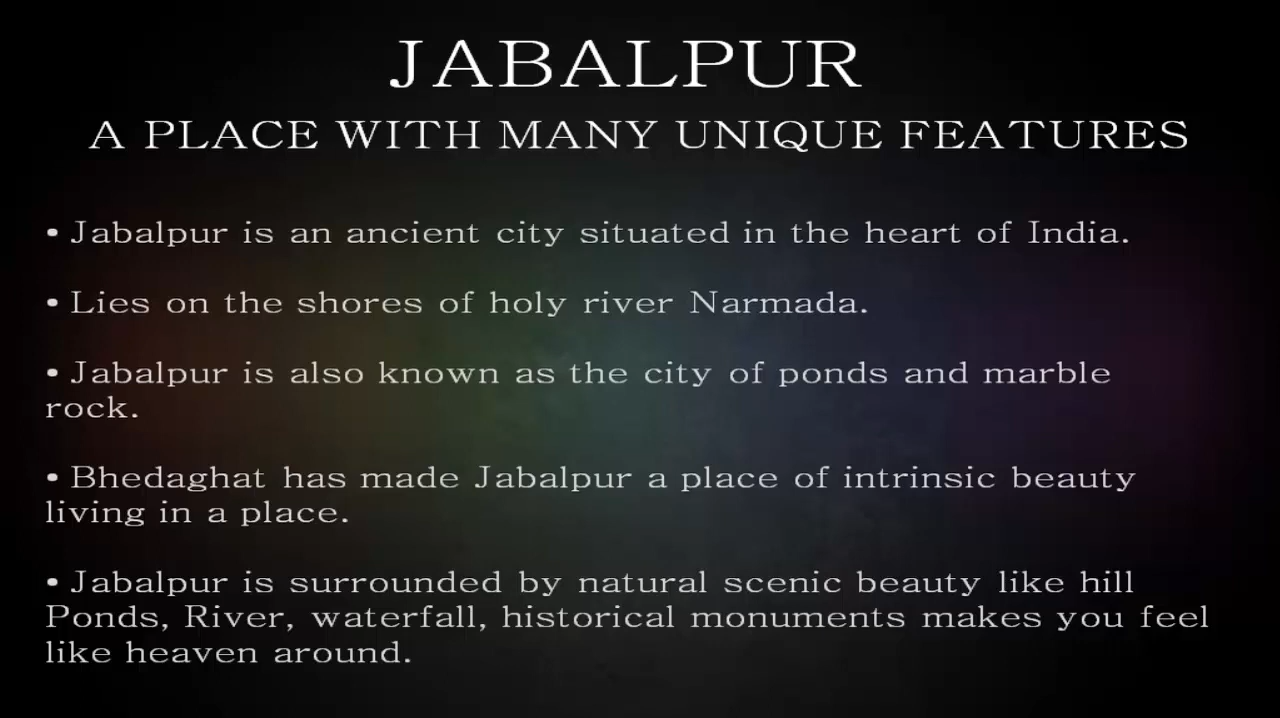 JABALPUR
A PLACE WITH MANY UNIQUE FEATURES
• Jabalpur is an ancient city situated in the heart of India.
• Lies on the shores of holy river Narmada.
• Jabalpur is also known as the city of ponds and marble
rock.
• Bhedaghat has made Jabalpur a place of intrinsic beauty
living in a place.
• Jabalpur is surrounded by natural scenic beauty like hill
Ponds, River, waterfall, historical monuments makes you feel
like heaven around.